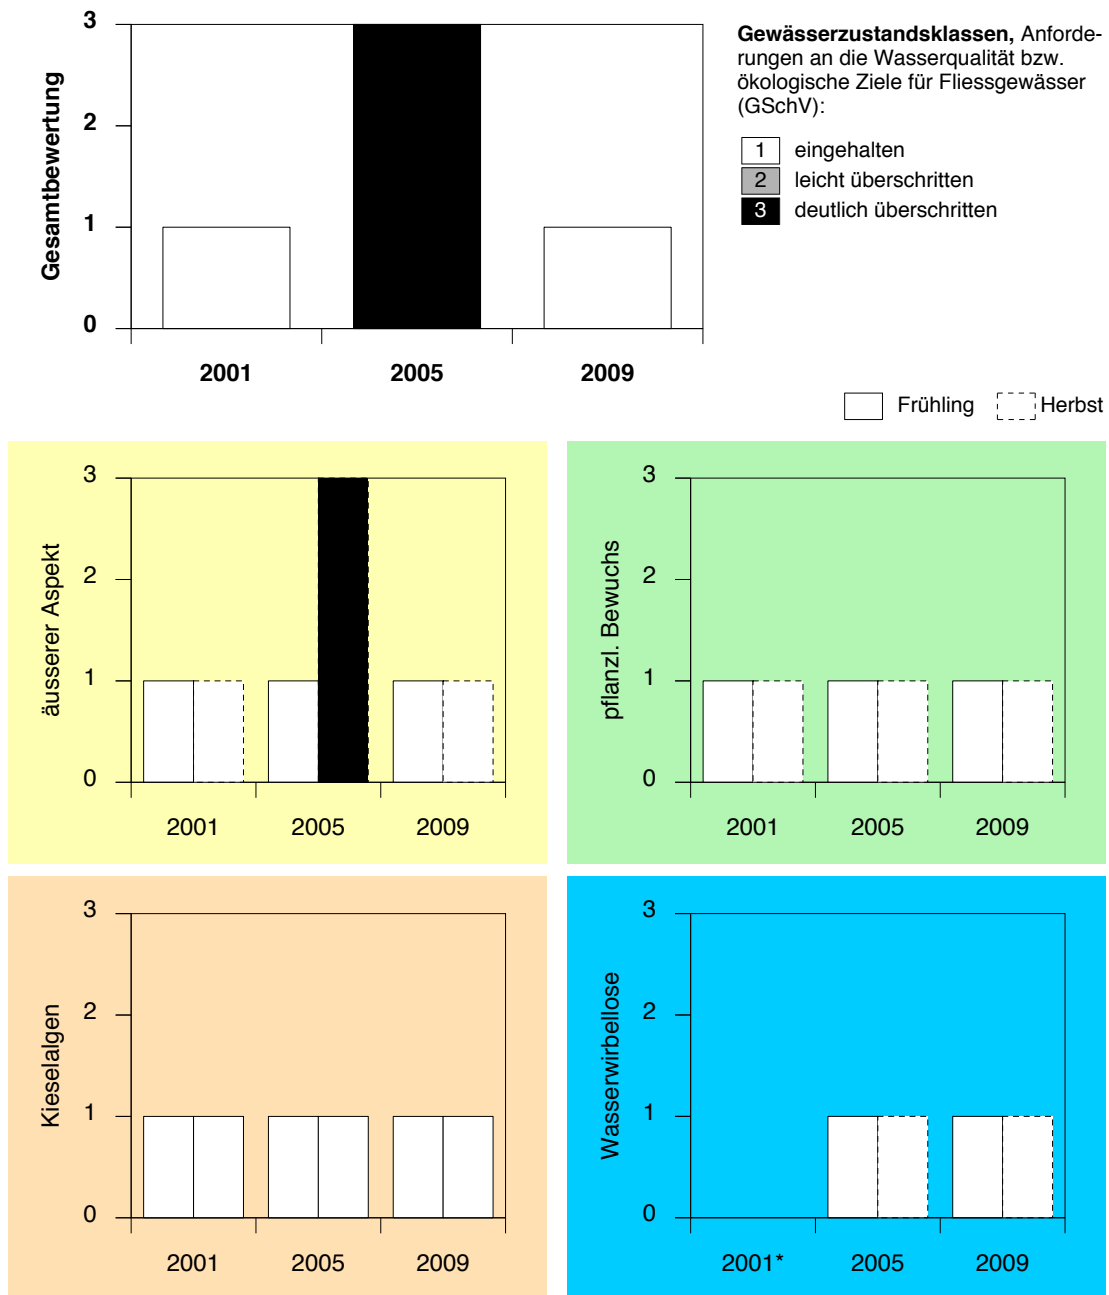 3
2
1
0
Gesamtbewertung
2001 2005 2009
Gewässerzustandsklassen, Anforde-
rungen an die Wasserqualität bzw.
ökologische Ziele für Fliessgewässer
(GSchV):
1 eingehalten
2 leicht überschritten
3 deutlich überschritten
Frühling Herbst
3
2
1
0
äusserer Aspekt
2001 2005 2009
3
2
1
0
pflanzl. Bewuchs
2001 2005 2009
3
2
1
0
Kieselalgen
2001 2005 2009
3
2
1
0
Wasserwirbellose
2001* 2005 2009